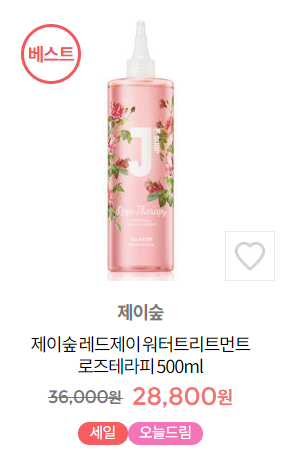 베스트
J
Rose Therapy
제이숲
제이숲 레드제이 워터트리트먼트
로즈테라피 500ml
36,000원 28,800원
세일 오늘드림